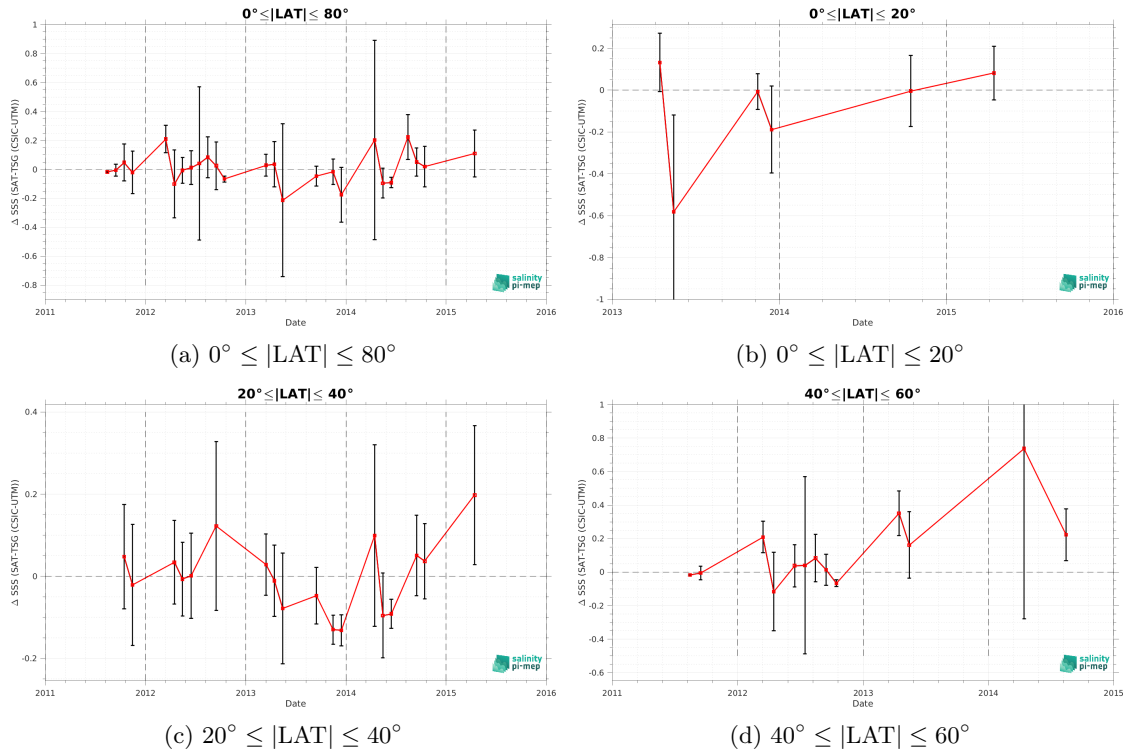 0°≤|LAT|≤ 80°
Δ SSS (SAT-TSG (CSIC-UTM))
1
0.8
0.6
0.4
0.2
0
-0.2
-0.4
-0.6
-0.8
2011 2012 2013 2014 2015 2016
Date
salinity
pi-mep
(a) 0° ≤ |LAT| ≤ 80°
0°≤|LAT|≤ 20°
Δ SSS (SAT-TSG (CSIC-UTM))
0.2
0
-0.2
-0.4
-0.6
-0.8
-1
2013 2014 2015 2016
Date
salinity
pi-mep
(b) 0° ≤ |LAT| ≤ 20°
20°≤|LAT|≤ 40°
Δ SSS (SAT-TSG (CSIC-UTM))
0.4
0.2
0
-0.2
2011 2012 2013 2014 2015 2016
Date
salinity
pi-mep
(c) 20° ≤ |LAT| ≤ 40°
40°≤|LAT|≤ 60°
Δ SSS (SAT-TSG (CSIC-UTM))
1
0.8
0.6
0.4
0.2
0
-0.2
-0.4
-0.6
2011 2012 2013 2014 2015
Date
salinity
pi-mep
(d) 40° ≤ |LAT| ≤ 60°